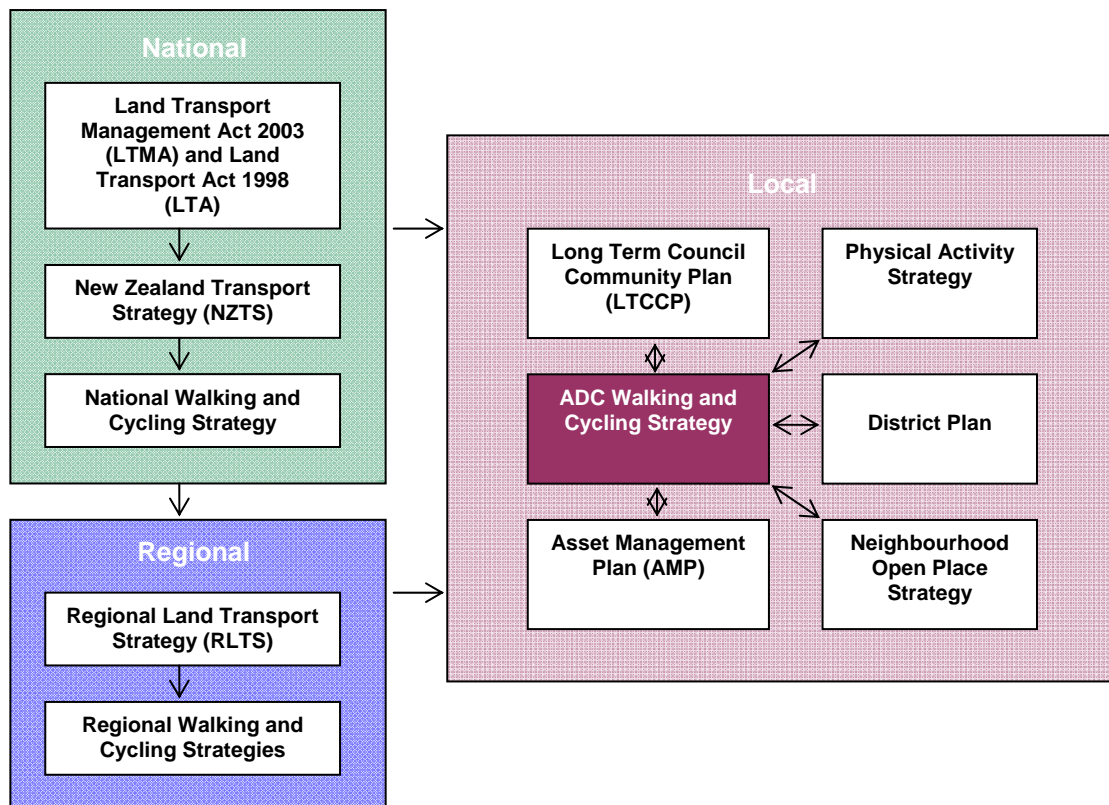 National
Land Transport
Management Act 2003
(LTMA) and Land
Transport Act 1998
(LTA)
New Zealand Transport
Strategy (NZTS)
National Walking and
Cycling Strategy
Regional
Regional Land Transport
Strategy (RLTS)
Regional Walking and
Cycling Strategies
Local
Long Term Council
Community Plan
(LTCCP)
Physical Activity
Strategy
ADC Walking and
Cycling Strategy
District Plan
Asset Management
Plan (AMP)
Neighbourhood
Open Place
Strategy